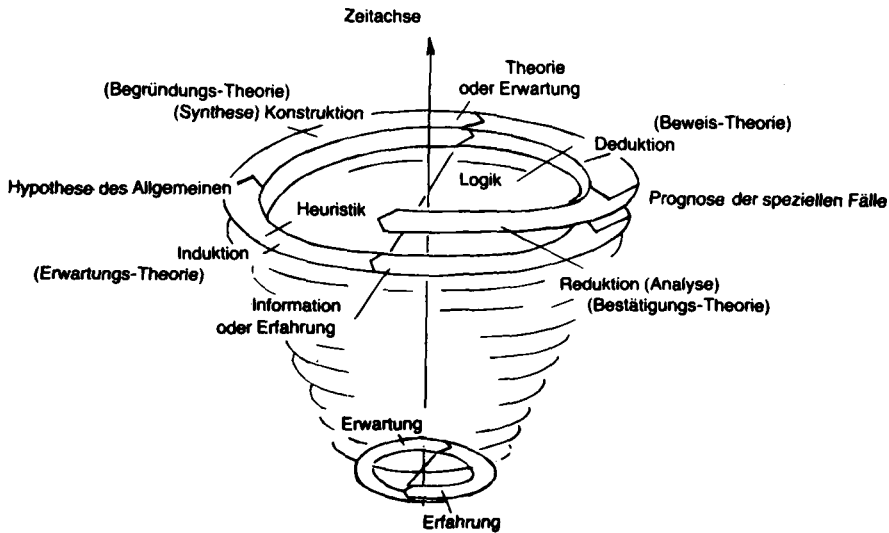 Zeitachse
Theorie
oder Erwartung
(Begründungs-Theorie)
(Synthese) Konstruktion
(Beweis-Theorie)
Deduktion
Hypothese des Allgemeinen
Logik
Prognose der speziellen Fälle
Heuristik
Induktion
(Erwartungs-Theorie)
Reduktion (Analyse)
(Bestätigungs-Theorie)
Information
oder Erfahrung
Erwartung
Erfahrung